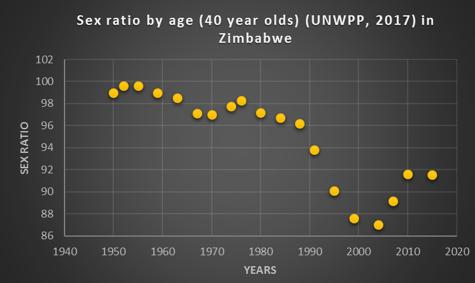 Sex ratio by age (40 year olds) (UNWPP, 2017) in
Zimbabwe
102
100
98
96
94
92
90
88
86
SEX RATIO
1940 1950 1960 1970 1980 1990 2000 2010 2020
YEARS